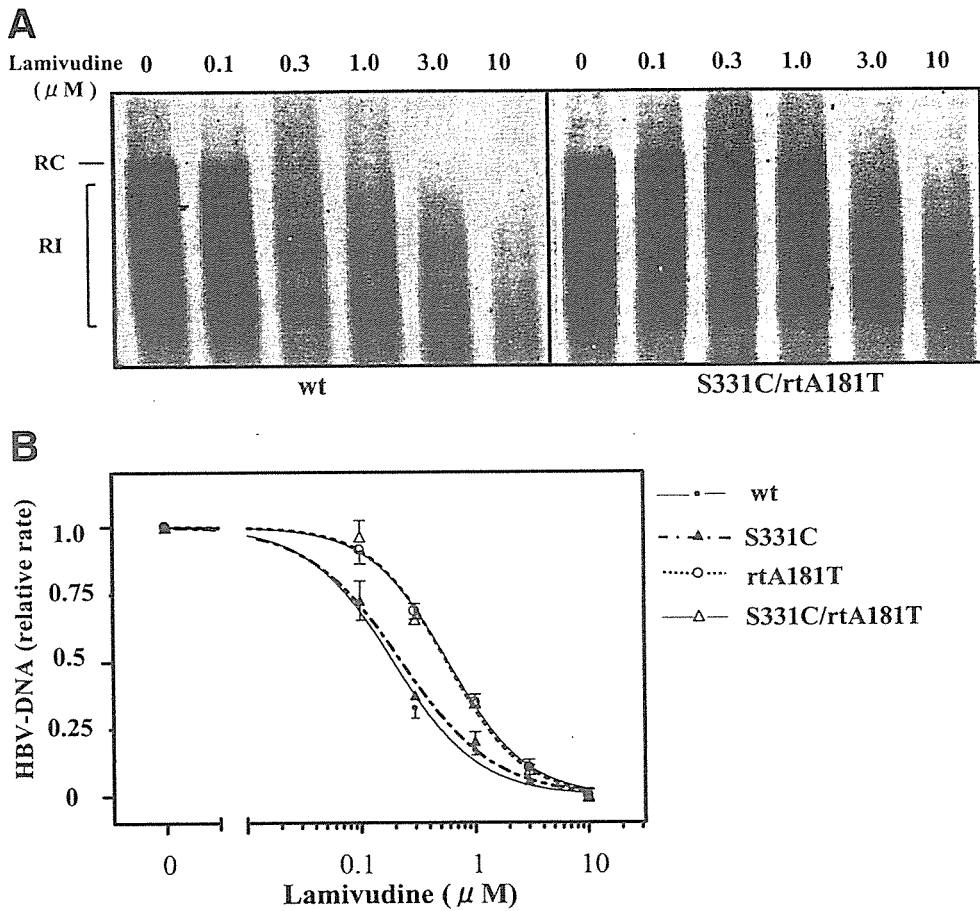 A
Lamivudine 0 0.1 0.3 1.0 3.0 10 0 0.1 0.3 1.0 3.0 10
(μM)
RC
RI
wt S331C/rtA181T
B
HBV-DNA (relative rate)
1.0
0.75
0.5
0.25
0
0 0.1 1 10
Lamivudine (μM)
wt
S331C
rtA181T
S331C/rtA181T